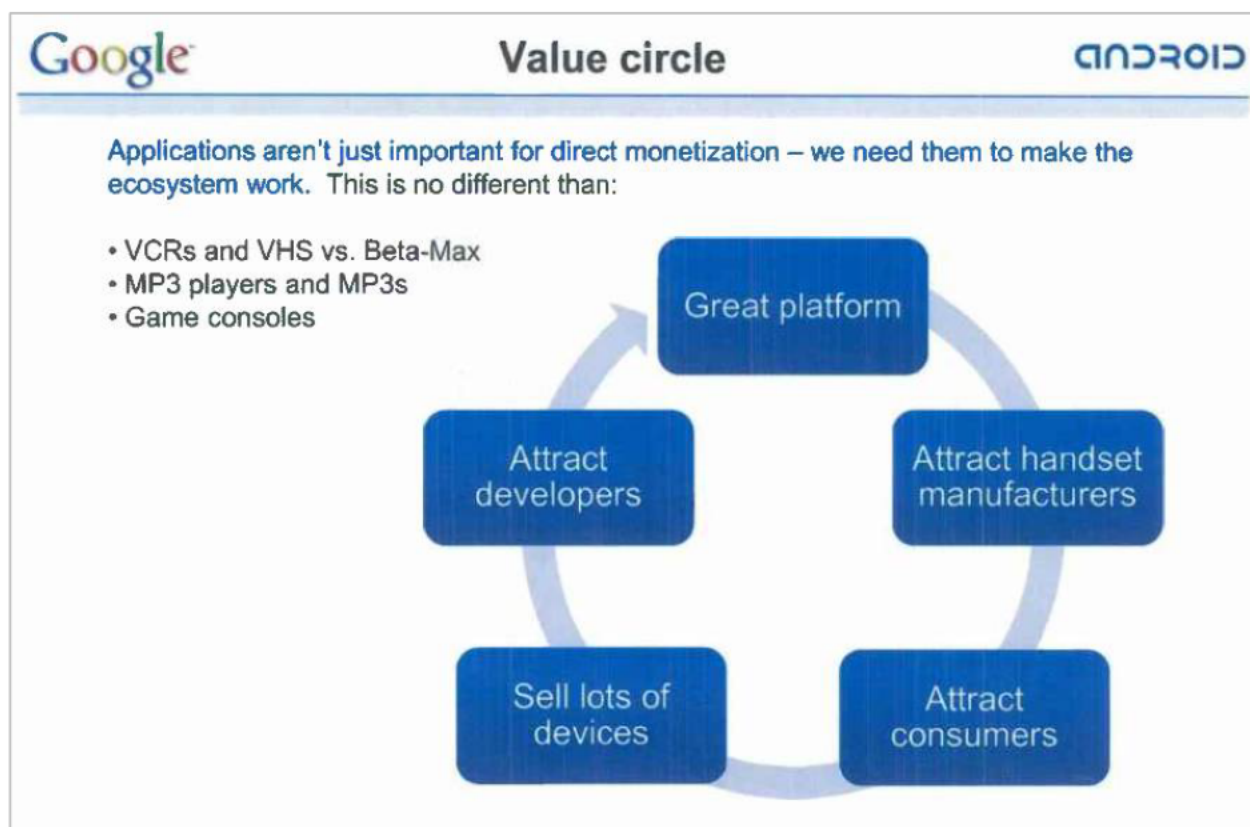 Google
Value circle
ANDROID
Applications aren't just important for direct monetization – we need them to make the
ecosystem work. This is no different than:
• VCRs and VHS vs. Beta-Max
• MP3 players and MP3s
• Game consoles
Great platform
Attract handset
manufacturers
Attract
consumers
Sell lots of
devices
Attract
developers